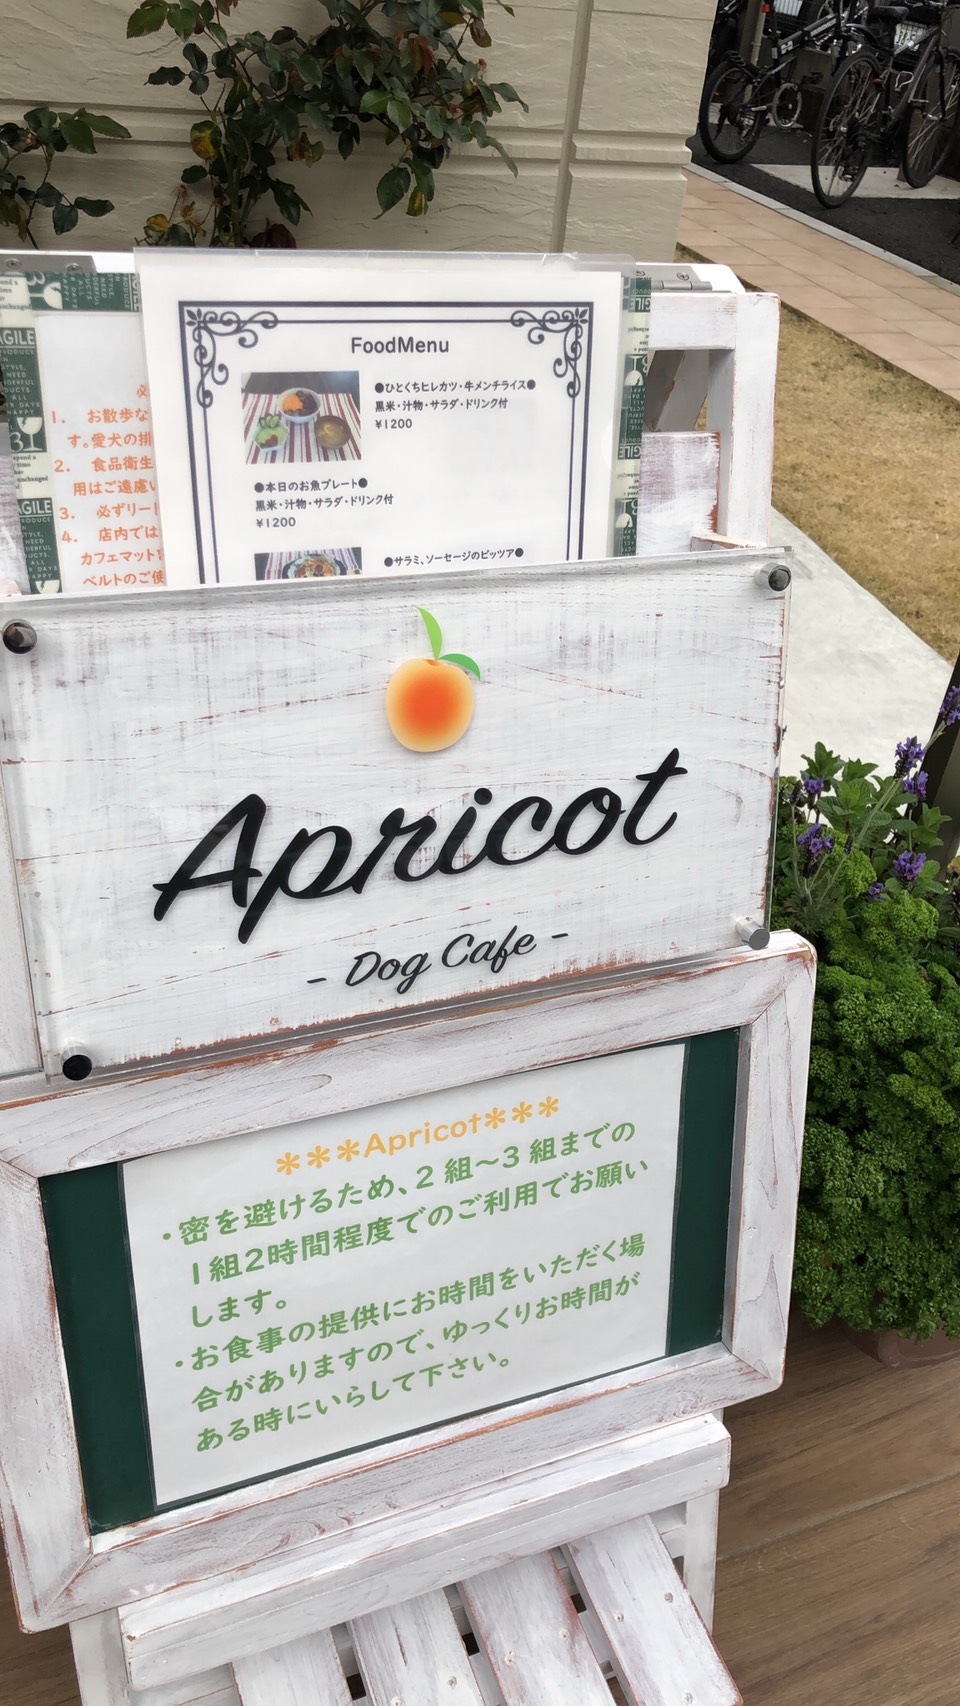 FoodMenu
●ひとくちヒレカツ・牛メンチライス●
黒米・汁物・サラダ・ドリンク付
¥1200
●本日のお魚プレート●
黒米・汁物・サラダ・ドリンク付
¥1200
●サラミ、ソーセージのピッツア●
1. お散歩な
す。愛犬の排
2. 食品衛生
用はご遠慮い
3. 必ずリード
4. 店内では
カフェマット
ベルトのご使
Apricot
- Dog Cafe -
***Apricot***
・密を避けるため、2組～3組までの
1組2時間程度でのご利用でお願い
します。
・お食事の提供にお時間をいただく場
合がありますので、ゆっくりお時間が
ある時にいらして下さい。